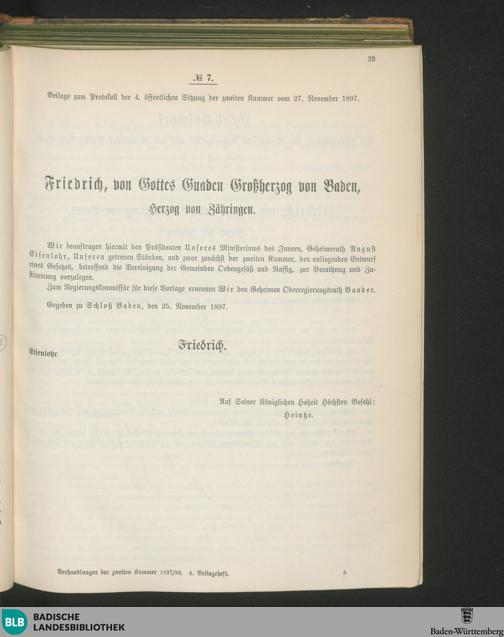 33
№ 7.
Beilage zum Protokoll der 4. öffentlichen Sitzung der zweiten Kammer vom 27. November 1897.
Friedrich, von Gottes Gnaden Großherzog von Baden,
Herzog von Zähringen.
Wir beauftragen hiermit den Präsidenten Unseres Ministeriums des Innern, Geheimerath August
Eisenlohr, Unseren getreuen Ständen, und zwar zunächst der zweiten Kammer, den anliegenden Entwurf
eines Gesetzes, betreffend die Vereinigung der Gemeinden Oedengesäß und Nassig, zur Berathung und Zu-
stimmung vorzulegen.
Zum Regierungskommissär für diese Vorlage ernennen Wir den Geheimen Oberregierungsrath Baader.
Gegeben zu Schloß Baden, den 25. November 1897.
Friedrich.
Eisenlohr.
Auf Seiner Königlichen Hoheit Höchsten Befehl:
Heintze.
Verhandlungen der zweiten Kammer 1897/99. 4. Beilageheft. 5
BLB BADISCHE
LANDESBIBLIOTHEK
Baden-Württemberg